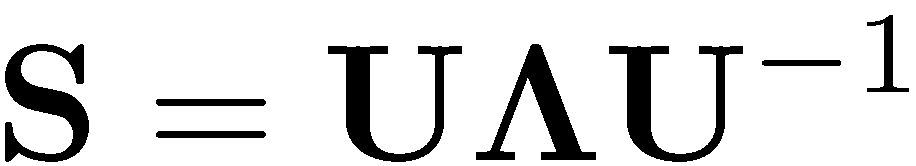 𝐒 = 𝐔𝚲𝐔⁻¹